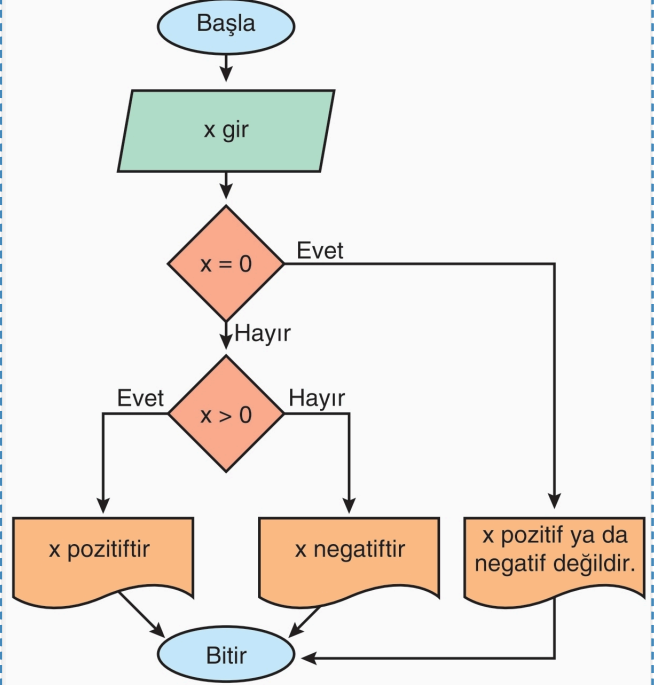 Başla
x gir
x = 0
Evet
Hayır
x > 0
Evet
Hayır
x pozitiftir
x negatiftir
x pozitif ya da
negatif değildir.
Bitir